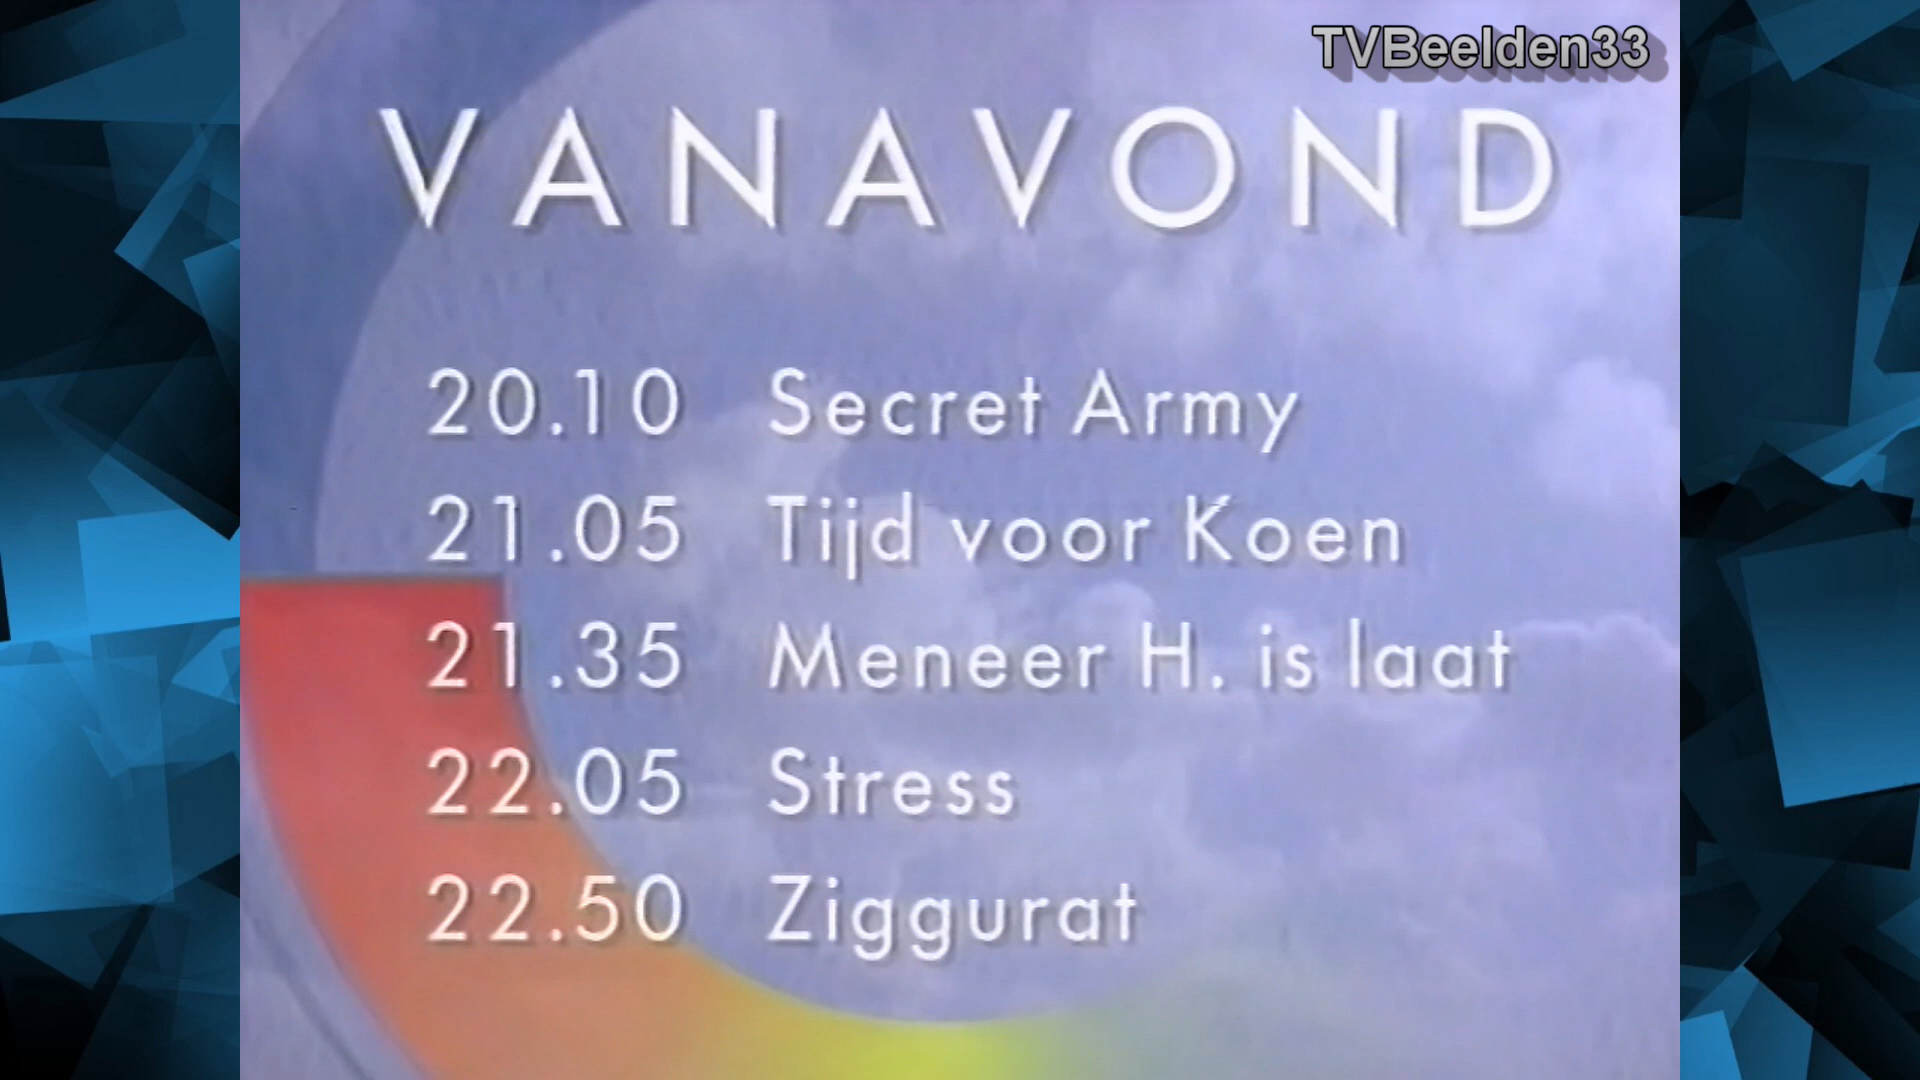 TVBeelden33
VANAVOND
20.10 Secret Army
21.05 Tijd voor Koen
21.35 Meneer H. is laat
22.05 Stress
22.50 Ziggurat